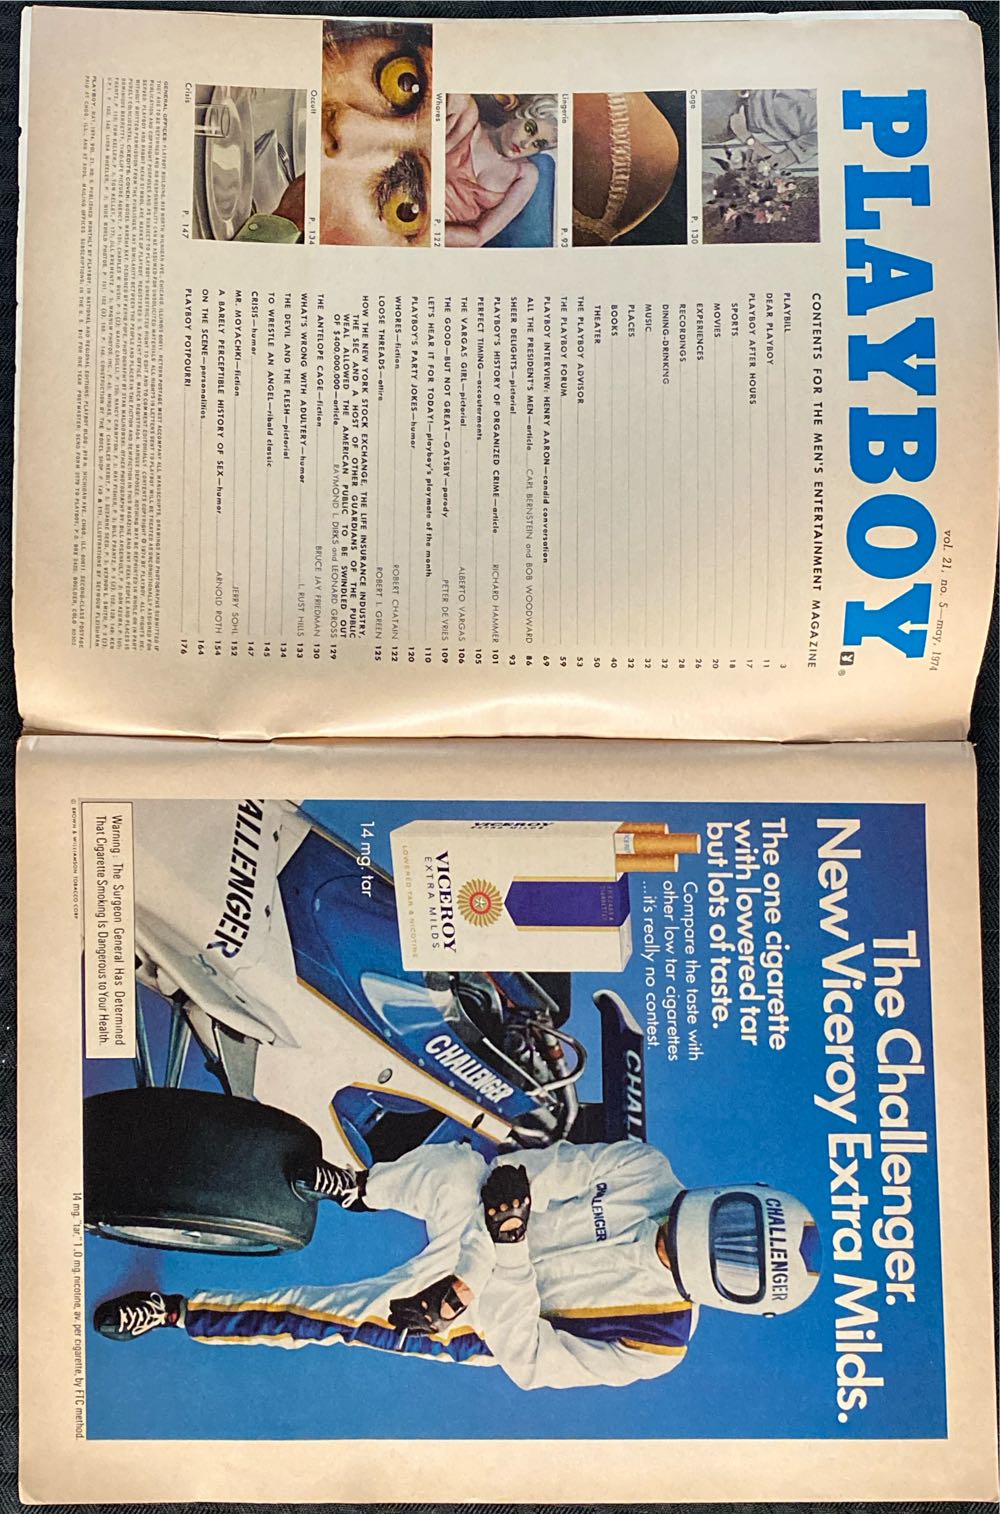 vol. 21, no. 5—may, 1974
PLAYBOY
®
CONTENTS FOR THE MEN'S ENTERTAINMENT MAGAZINE
PLAYBILL 3
DEAR PLAYBOY 11
PLAYBOY AFTER HOURS 17
SPORTS 18
MOVIES 20
EXPERIENCES 26
RECORDINGS 28
DINING-DRINKING 32
MUSIC 32
PLACES 32
BOOKS 40
THEATER 50
THE PLAYBOY ADVISOR 53
THE PLAYBOY FORUM 59
PLAYBOY INTERVIEW: HENRY AARON—candid conversation 69
ALL THE PRESIDENT'S MEN—article CARL BERNSTEIN and BOB WOODWARD 86
SHEER DELIGHTS—pictorial 93
PLAYBOY'S HISTORY OF ORGANIZED CRIME—article RICHARD HAMMER 101
PERFECT TIMING—accouterments 105
THE VARGAS GIRL—pictorial ALBERTO VARGAS 106
THE GOOD—BUT NOT GREAT—GATSBY—parody PETER DE VRIES 109
LET'S HEAR IT FOR TODAY!—playboy's playmate of the month 110
PLAYBOY'S PARTY JOKES—humor 120
WHORES—fiction ROBERT CHATAIN 122
LOOSE THREADS—attire ROBERT L. GREEN 125
HOW THE NEW YORK STOCK EXCHANGE, THE LIFE INSURANCE INDUSTRY,
THE SEC AND A HOST OF OTHER GUARDIANS OF THE PUBLIC
WEAL ALLOWED THE AMERICAN PUBLIC TO BE SWINDLED OUT
OF $400,000,000—article RAYMOND L. DIRKS and LEONARD GROSS 129
THE ANTELOPE CAGE—fiction BRUCE JAY FRIEDMAN 130
WHAT'S WRONG WITH ADULTERY—humor L. RUST HILLS 133
THE DEVIL AND THE FLESH—pictorial 134
TO WRESTLE AN ANGEL—ribald classic 145
CRISIS—humor 147
MR. MOYACHKI—fiction JERRY SOHL 152
A BARELY PERCEPTIBLE HISTORY OF SEX—humor ARNOLD ROTH 154
ON THE SCENE—personalities 164
PLAYBOY POTPOURRI 176
Cage P. 130
Lingerie P. 93
Whores P. 122
Occult P. 134
Crisis P. 147
The Challenger.
New Viceroy Extra Milds.
The one cigarette
with lowered tar
but lots of taste.
Compare the taste with
other low tar cigarettes
...it's really no contest.
VICEROY
VICEROY
EXTRA MILDS
LOWERED TAR & NICOTINE
14 mg. tar
CHALLENGER
CHALLENGER
CHALL
CHALLENGER
ALLENGER
Warning: The Surgeon General Has Determined
That Cigarette Smoking Is Dangerous to Your Health.
© BROWN & WILLIAMSON TOBACCO CORP
14 mg. "tar," 1.0 mg. nicotine, av. per cigarette, by FTC method.